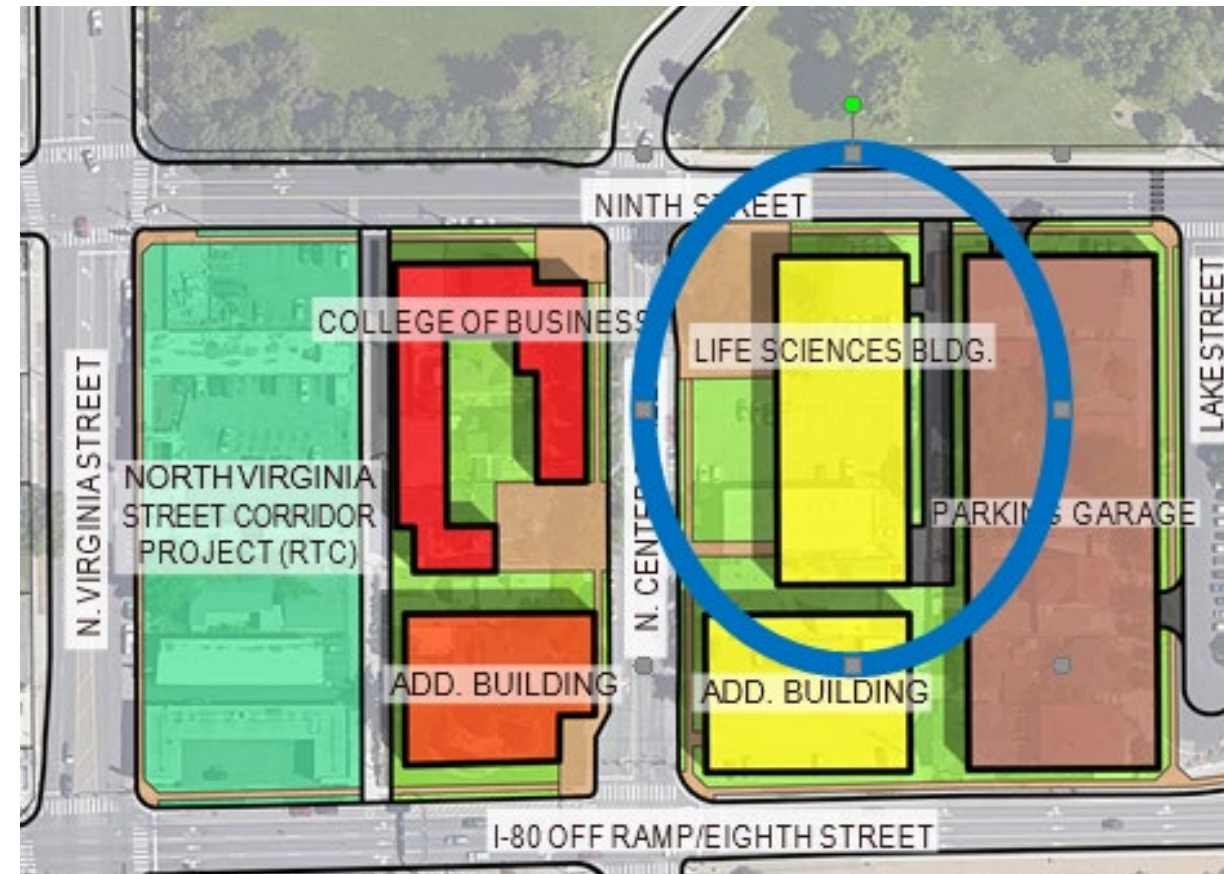 NINTH STREET
COLLEGE OF BUSINESS
LIFE SCIENCES BLDG.
LAKE STREET
N. VIRGINIA STREET
NORTH VIRGINIA
STREET CORRIDOR
PROJECT (RTC)
N. CENTER
PARKING GARAGE
ADD. BUILDING
ADD. BUILDING
I-80 OFF RAMP/EIGHTH STREET